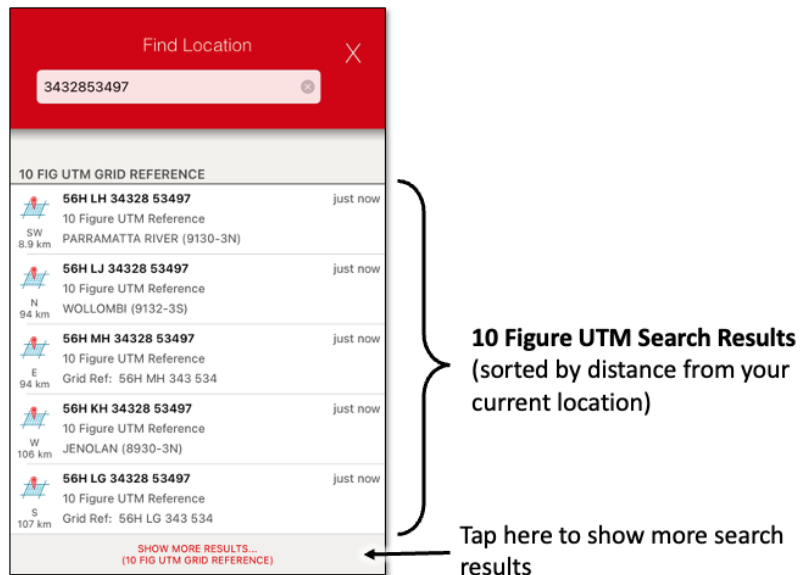 Find Location
X
3432853497
10 FIG UTM GRID REFERENCE
56H LH 34328 53497 just now
10 Figure UTM Reference
SW
8.9 km
PARRAMATTA RIVER (9130-3N)
56H LJ 34328 53497 just now
10 Figure UTM Reference
N
94 km
WOLLOMBI (9132-3S)
56H MH 34328 53497 just now
10 Figure UTM Reference
E
94 km
Grid Ref: 56H MH 343 534
56H KH 34328 53497 just now
10 Figure UTM Reference
W
106 km
JENOLAN (8930-3N)
56H LG 34328 53497 just now
10 Figure UTM Reference
S
107 km
Grid Ref: 56H LG 343 534
SHOW MORE RESULTS...
(10 FIG UTM GRID REFERENCE)
10 Figure UTM Search Results
(sorted by distance from your
current location)
Tap here to show more search
results